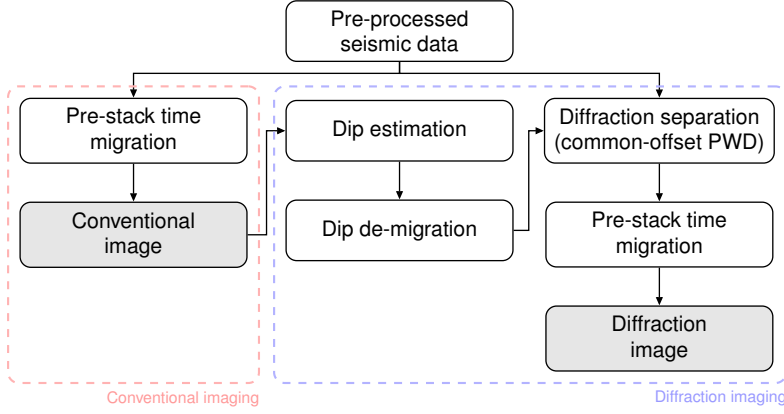 Pre-processed
seismic data
Pre-stack time
migration
Conventional
image
Dip estimation
Dip de-migration
Diffraction separation
(common-offset PWD)
Pre-stack time
migration
Diffraction
image
Conventional imaging
Diffraction imaging